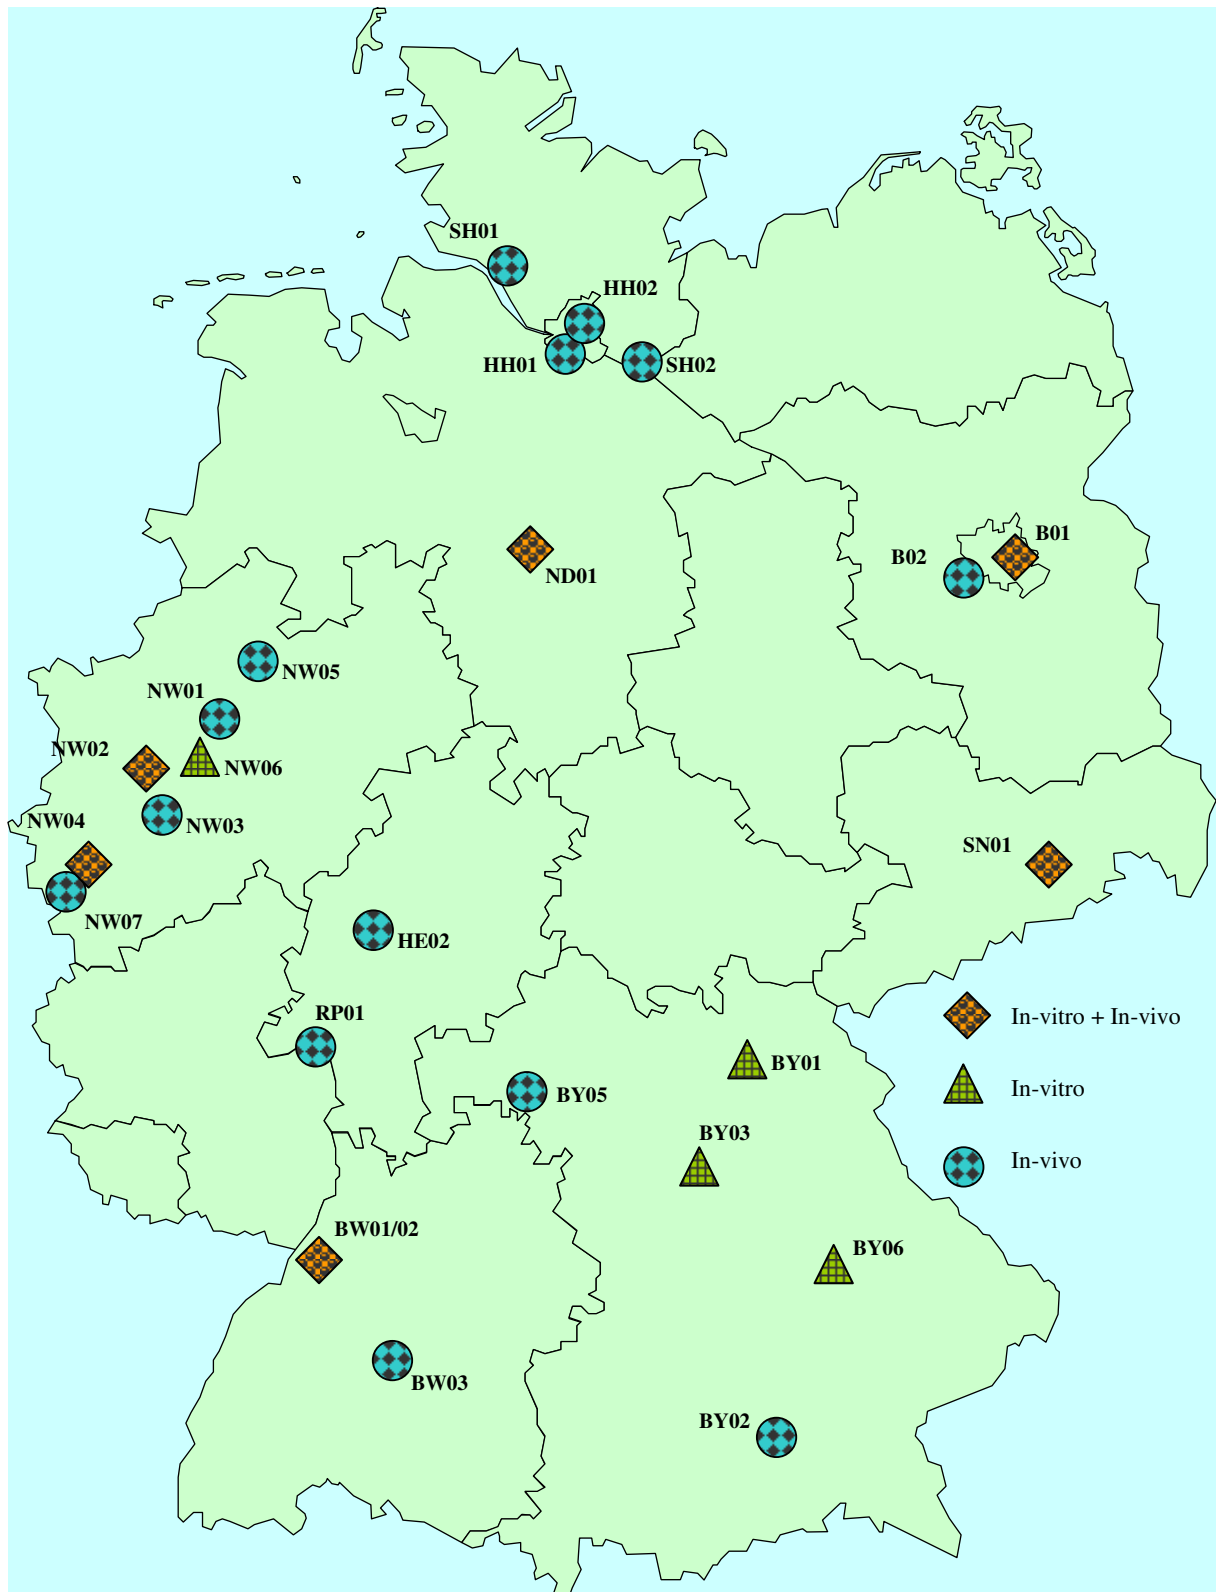 SH01
HH02
HH01
SH02
B01
B02
ND01
NW05
NW01
NW02
NW06
NW04
NW03
SN01
NW07
HE02
RP01
In-vitro + In-vivo
BY01
In-vitro
BY05
BY03
In-vivo
BW01/02
BY06
BW03
BY02